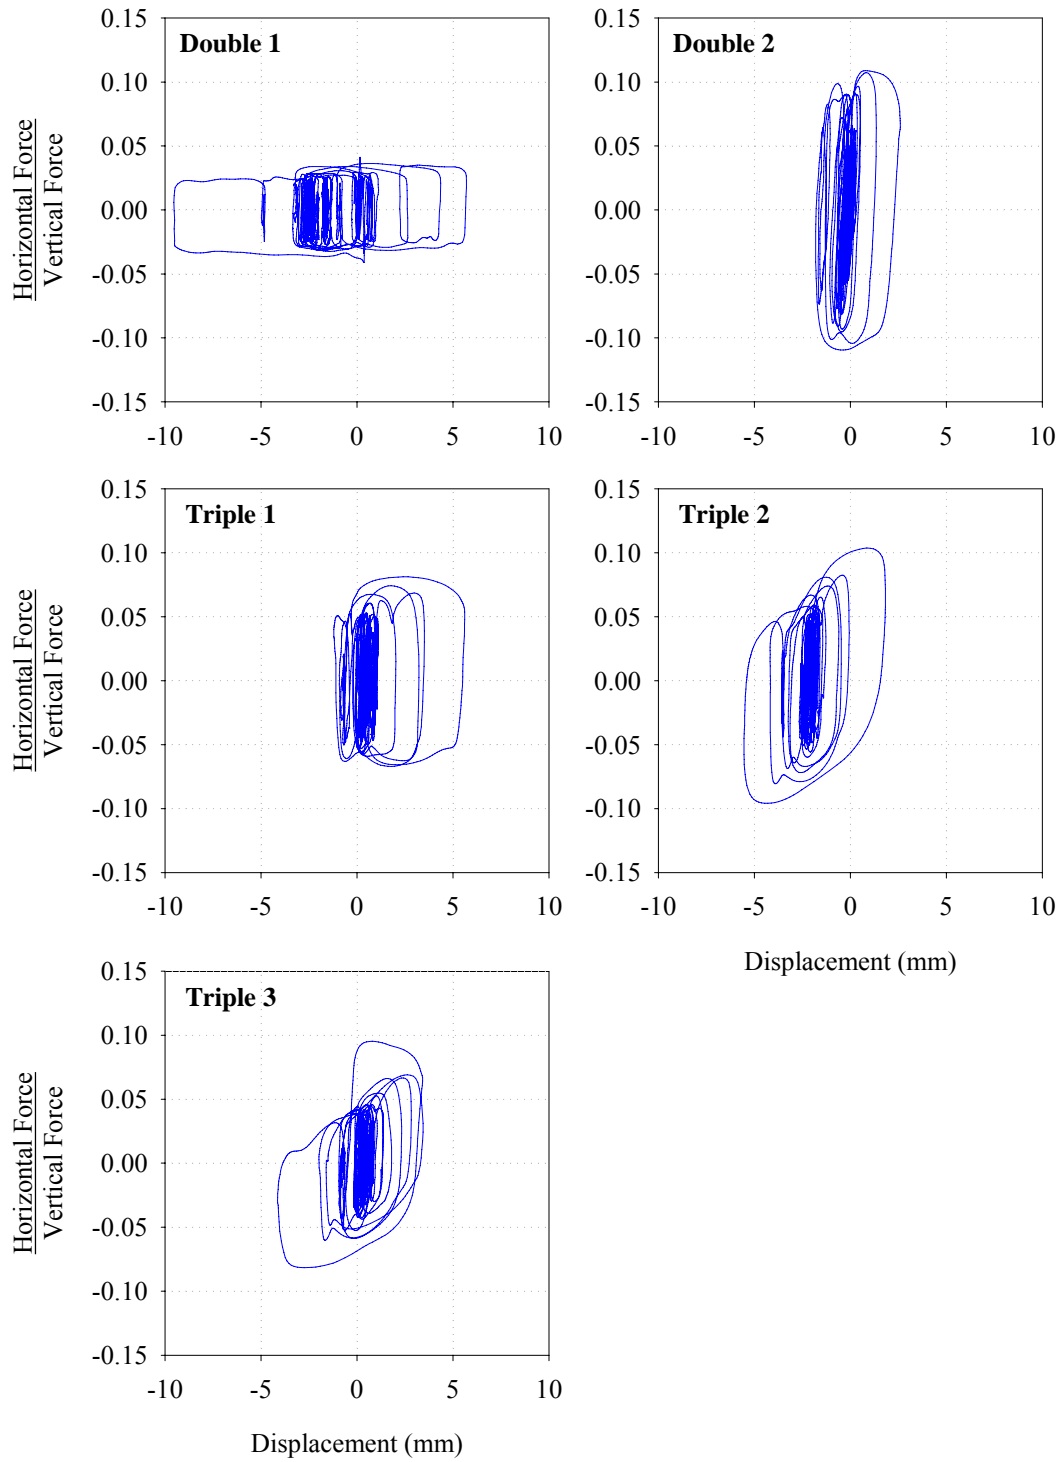 Double 1
0.15
0.10
0.05
0.00
-0.05
-0.10
-0.15
-10 -5 0 5 10
Horizontal Force
Vertical Force
Double 2
0.15
0.10
0.05
0.00
-0.05
-0.10
-0.15
-10 -5 0 5 10
Triple 1
0.15
0.10
0.05
0.00
-0.05
-0.10
-0.15
-10 -5 0 5 10
Horizontal Force
Vertical Force
Triple 2
0.15
0.10
0.05
0.00
-0.05
-0.10
-0.15
-10 -5 0 5 10
Displacement (mm)
Triple 3
0.15
0.10
0.05
0.00
-0.05
-0.10
-0.15
-10 -5 0 5 10
Horizontal Force
Vertical Force
Displacement (mm)